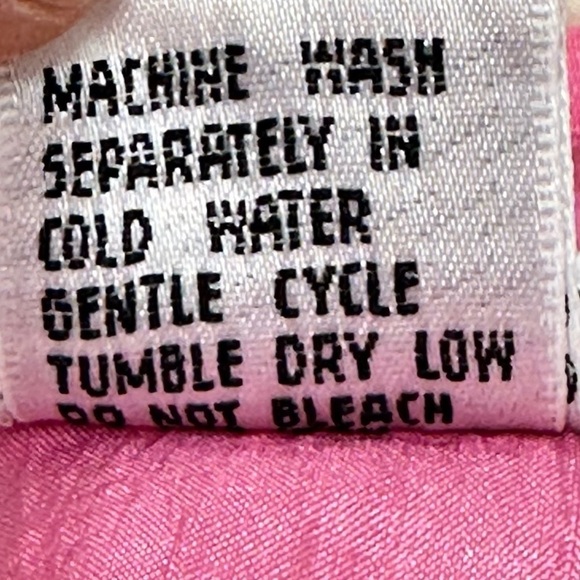 MACHINE WASH
SEPARATELY IN
COLD WATER
GENTLE CYCLE
TUMBLE DRY LOW
DO NOT BLEACH